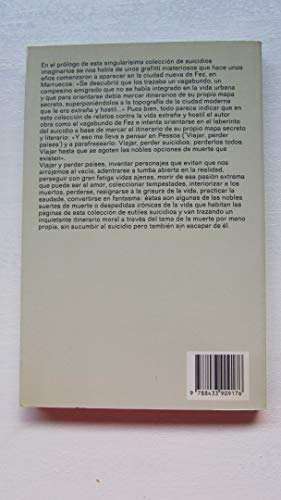 En el prólogo de esta singularísima colección de suicidios
imaginarios se nos habla de unos grafitti misteriosos que hace unos
años comenzaron a aparecer en la ciudad nueva de Fez, en
Marruecos: «Se descubrió que los trazaba un vagabundo, un
campesino emigrado que no se había integrado en la vida urbana
y que para orientarse debía marcar itinerarios de su propio mapa
secreto, superponiéndolos a la topografía de la ciudad moderna
que le era extraña y hostil...» Pues bien, todo parece indicar que en
esta colección de relatos contra la vida extraña y hostil el autor
obra como el vagabundo de Fez e intenta orientarse en el laberinto
del suicidio a base de marcar el itinerario de su propio mapa secreto
y literario: «Y eso me lleva a pensar en Pessoa ('Viajar, perder
países') y a parafrasearlo: Viajar, perder suicidios, perderlos todos.
Viajar hasta que se agoten las nobles opciones de muerte que
existen».
Viajar y perder países, inventar personajes que evitan que nos
arrojemos al vacío, adentrarse a tumba abierta en la realidad,
perseguir con gran fatiga vidas ajenas, morir de esa pasión extrema
que puede ser el amor, coleccionar tempestades, interiorizar a los
muertos, perderse, resignarse a la grisura de la vida, practicar la
saudade, convertirse en fantasma: éstas son algunas de las nobles
suertes de muerte o despedidas irónicas de la vida que habitan las
páginas de esta colección de sutiles suicidios y van trazando un
inquietante itinerario moral a través del tema de la muerte por mano
propia, sin sucumbir al suicidio pero también sin escapar de él.
9 788433 909176